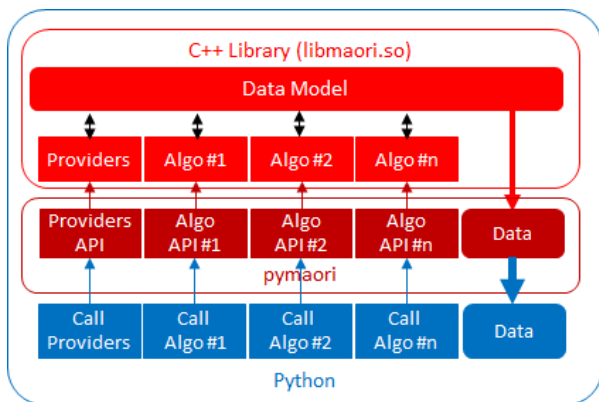 C++ Library (libmaori.so)
Data Model
Providers
Algo #1
Algo #2
Algo #n
Providers
API
Algo
API #1
Algo
API #2
Algo
API #n
Data
pymaori
Call
Providers
Call
Algo #1
Call
Algo #2
Call
Algo #n
Data
Python